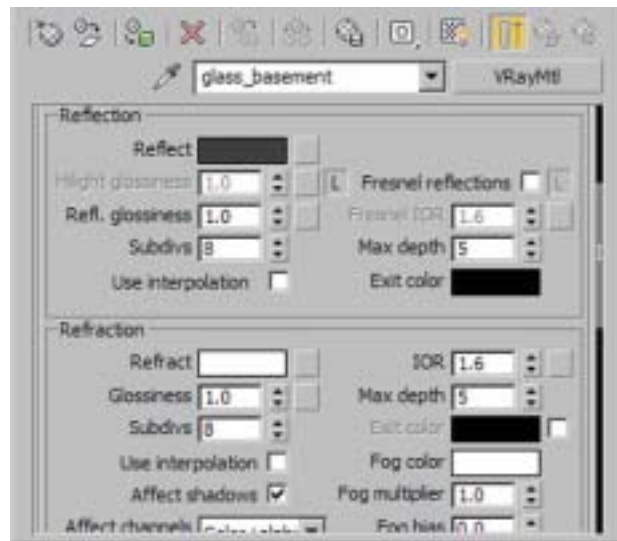 glass_basement VRayMtl
Reflection
Reflect
Hilight glossiness 1.0 L Fresnel reflections L
Refl. glossiness 1.0 Fresnel IOR 1.6
Subdivs 8 Max depth 5
Use interpolation Exit color
Refraction
Refract IOR 1.6
Glossiness 1.0 Max depth 5
Subdivs 8 Exit color
Use interpolation Fog color
Affect shadows Fog multiplier 1.0
Affect channels Color+alpha Fog bias 0.0